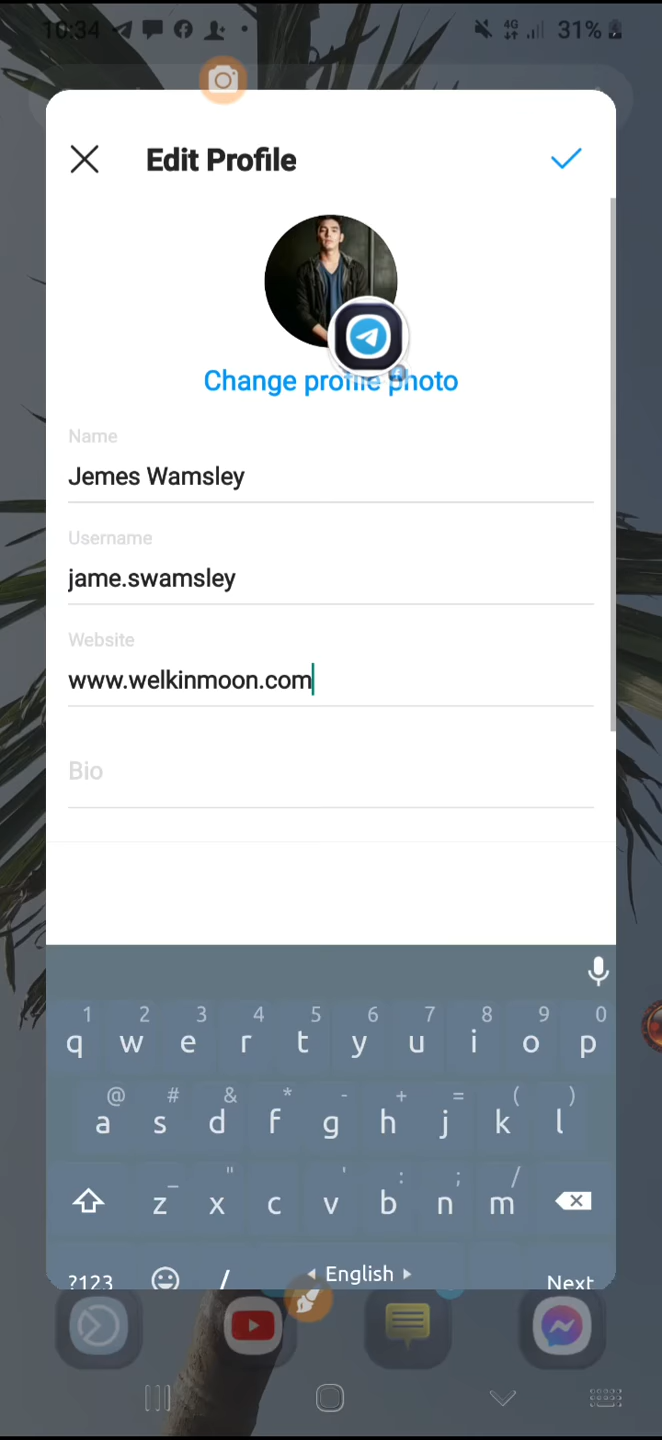 10:34
4G 31%
Edit Profile
Change profile photo
Name
Jemes Wamsley
Username
jame.swamsley
Website
www.welkinmoon.com
Bio
1 2 3 4 5 6 7 8 9 0
q w e r t y u i o p
@ # & * - + = ( )
a s d f g h j k l
_ " ' : ; /
z x c v b n m
?123 / English Next